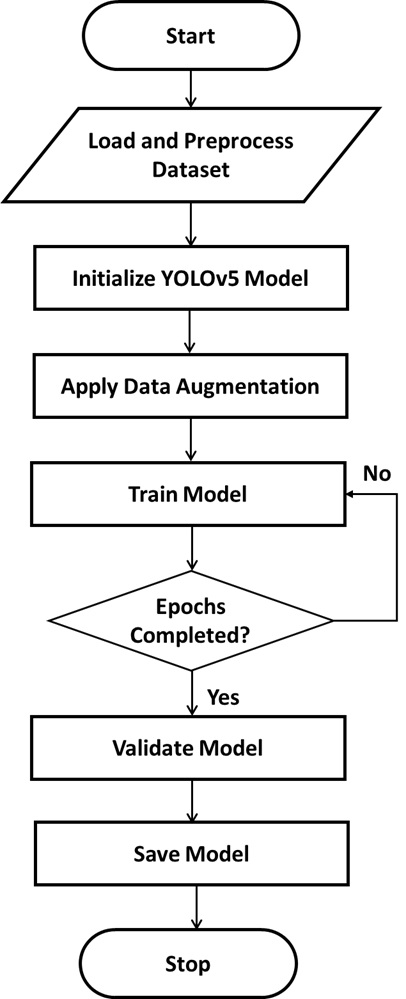 Start
Load and Preprocess
Dataset
Initialize YOLOv5 Model
Apply Data Augmentation
Train Model
No
Epochs
Completed?
Yes
Validate Model
Save Model
Stop